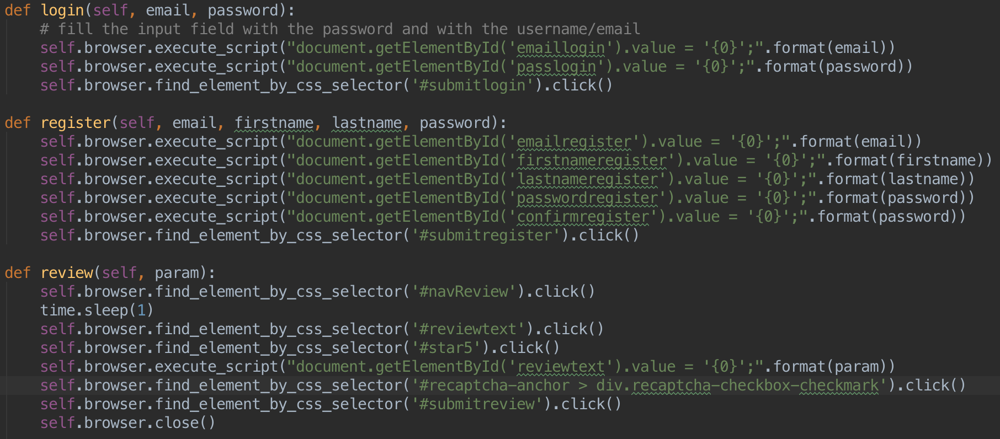 def login(self, email, password):
    # fill the input field with the password and with the username/email
    self.browser.execute_script("document.getElementById('emaillogin').value = '{0}';".format(email))
    self.browser.execute_script("document.getElementById('passlogin').value = '{0}';".format(password))
    self.browser.find_element_by_css_selector('#submitlogin').click()

def register(self, email, firstname, lastname, password):
    self.browser.execute_script("document.getElementById('emailregister').value = '{0}';".format(email))
    self.browser.execute_script("document.getElementById('firstnameregister').value = '{0}';".format(firstname))
    self.browser.execute_script("document.getElementById('lastnameregister').value = '{0}';".format(lastname))
    self.browser.execute_script("document.getElementById('passwordregister').value = '{0}';".format(password))
    self.browser.execute_script("document.getElementById('confirmregister').value = '{0}';".format(password))
    self.browser.find_element_by_css_selector('#submitregister').click()

def review(self, param):
    self.browser.find_element_by_css_selector('#navReview').click()
    time.sleep(1)
    self.browser.find_element_by_css_selector('#reviewtext').click()
    self.browser.find_element_by_css_selector('#star5').click()
    self.browser.execute_script("document.getElementById('reviewtext').value = '{0}';".format(param))
    self.browser.find_element_by_css_selector('#recaptcha-anchor > div.recaptcha-checkbox-checkmark').click()
    self.browser.find_element_by_css_selector('#submitreview').click()
    self.browser.close()